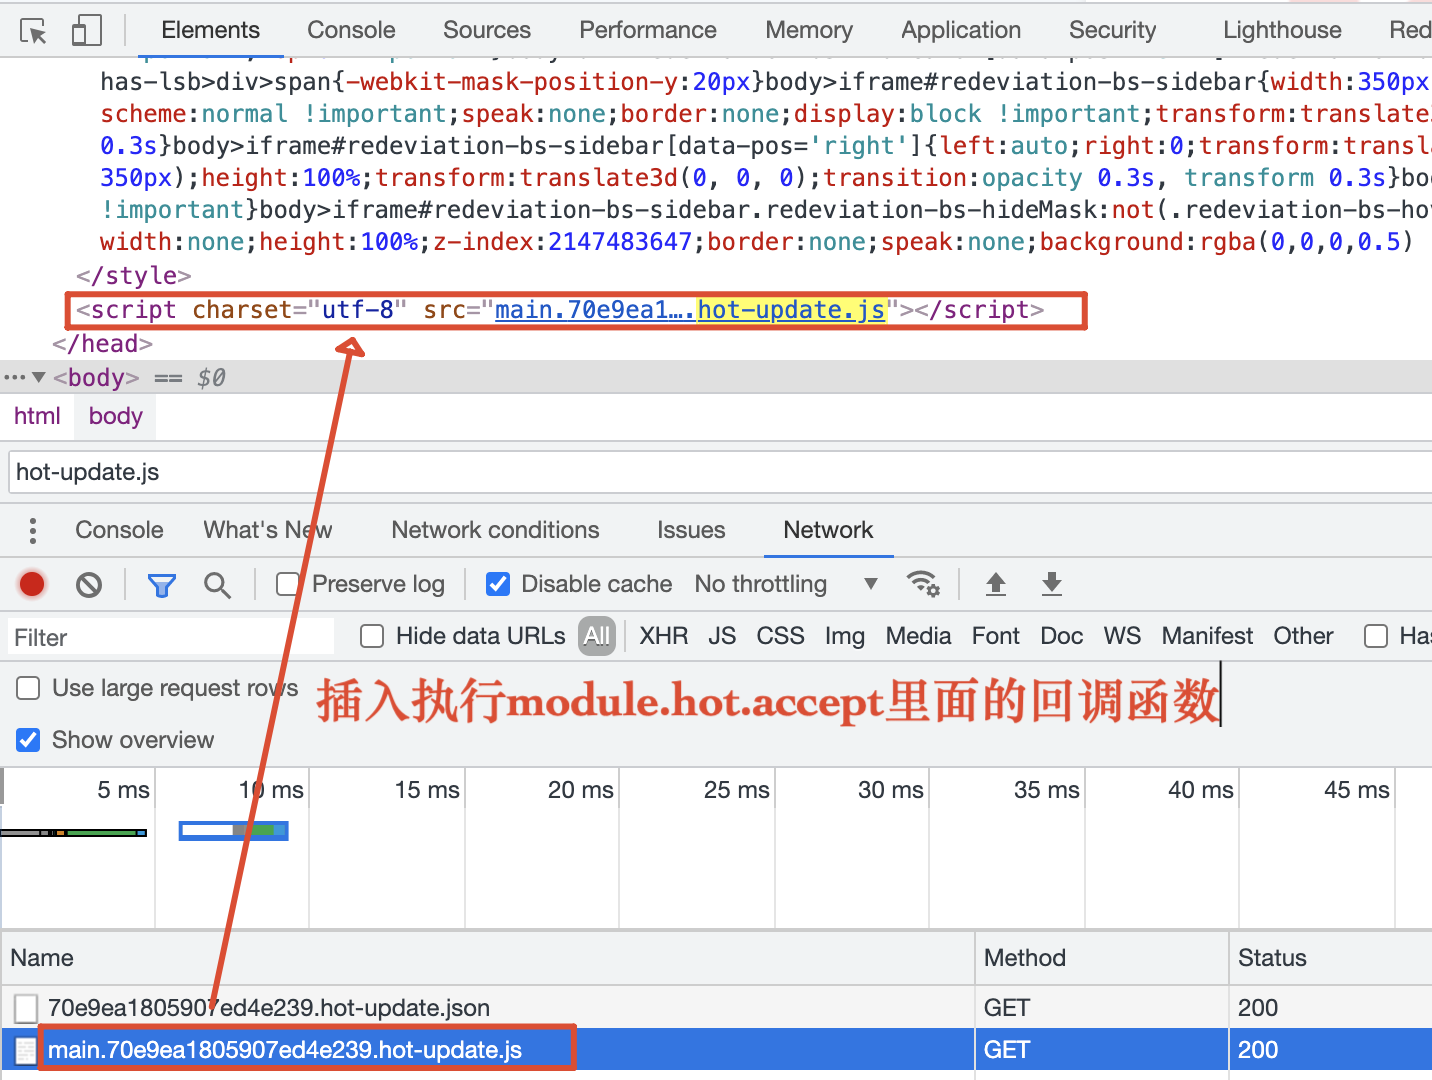 Elements Console Sources Performance Memory Application Security Lighthouse Red
has-lsb>div>span{-webkit-mask-position-y:20px}body>iframe#redeviation-bs-sidebar{width:350px
scheme:normal !important;speak:none;border:none;display:block !important;transform:translate
0.3s}body>iframe#redeviation-bs-sidebar[data-pos='right']{left:auto;right:0;transform:transl
350px);height:100%;transform:translate3d(0, 0, 0);transition:opacity 0.3s, transform 0.3s}bo
!important}body>iframe#redeviation-bs-sidebar.redeviation-bs-hideMask:not(.redeviation-bs-ho
width:none;height:100%;z-index:2147483647;border:none;speak:none;background:rgba(0,0,0,0.5)
</style>
<script charset="utf-8" src="main.70e9ea1….hot-update.js"></script>
</head>
… ▼ <body> == $0
html body
hot-update.js
Console What's New Network conditions Issues Network
Preserve log Disable cache No throttling ▼
Filter Hide data URLs All XHR JS CSS Img Media Font Doc WS Manifest Other Has
Use large request rows
插入执行module.hot.accept里面的回调函数
Show overview
5 ms 10 ms 15 ms 20 ms 25 ms 30 ms 35 ms 40 ms 45 ms
Name Method Status
70e9ea1805907ed4e239.hot-update.json GET 200
main.70e9ea1805907ed4e239.hot-update.js GET 200